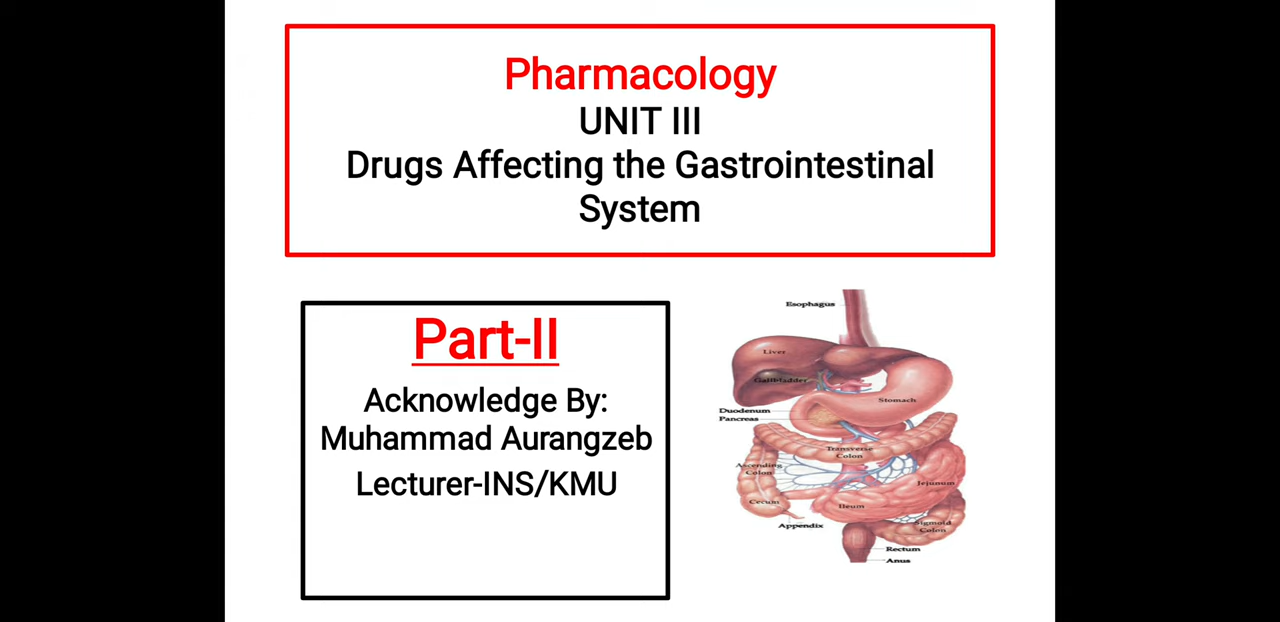 Pharmacology
UNIT III
Drugs Affecting the Gastrointestinal
System
Part-II
Acknowledge By:
Muhammad Aurangzeb
Lecturer-INS/KMU
Esophagus
Liver
Gallbladder
Stomach
Duodenum
Pancreas
Transverse
Colon
Ascending
Colon
Jejunum
Cecum
Ileum
Appendix
Sigmoid
Colon
Rectum
Anus